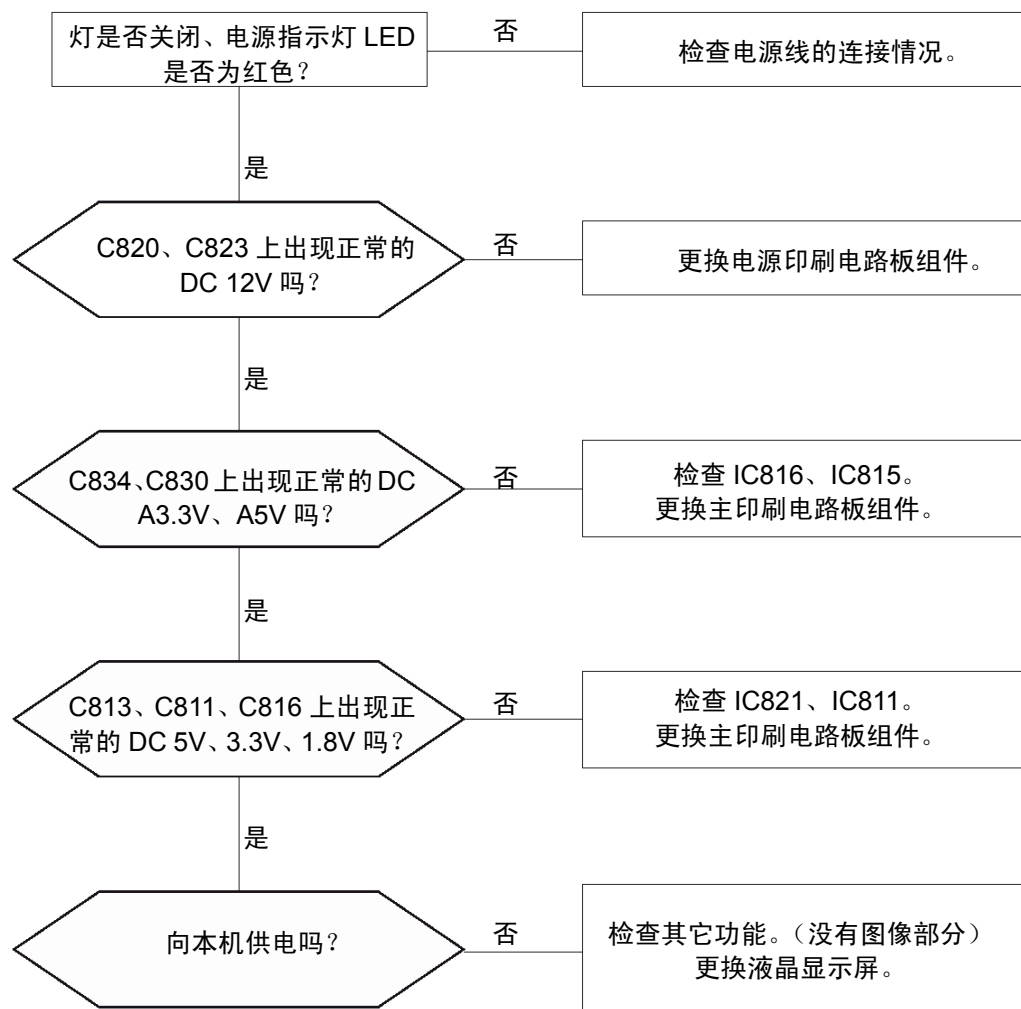 灯是否关闭、电源指示灯 LED
是否为红色？
否
检查电源线的连接情况。
是
C820、C823 上出现正常的
DC 12V 吗？
否
更换电源印刷电路板组件。
是
C834、C830 上出现正常的 DC
A3.3V、A5V 吗？
否
检查 IC816、IC815。
更换主印刷电路板组件。
是
C813、C811、C816 上出现正
常的 DC 5V、3.3V、1.8V 吗？
否
检查 IC821、IC811。
更换主印刷电路板组件。
是
向本机供电吗？
否
检查其它功能。（没有图像部分）
更换液晶显示屏。